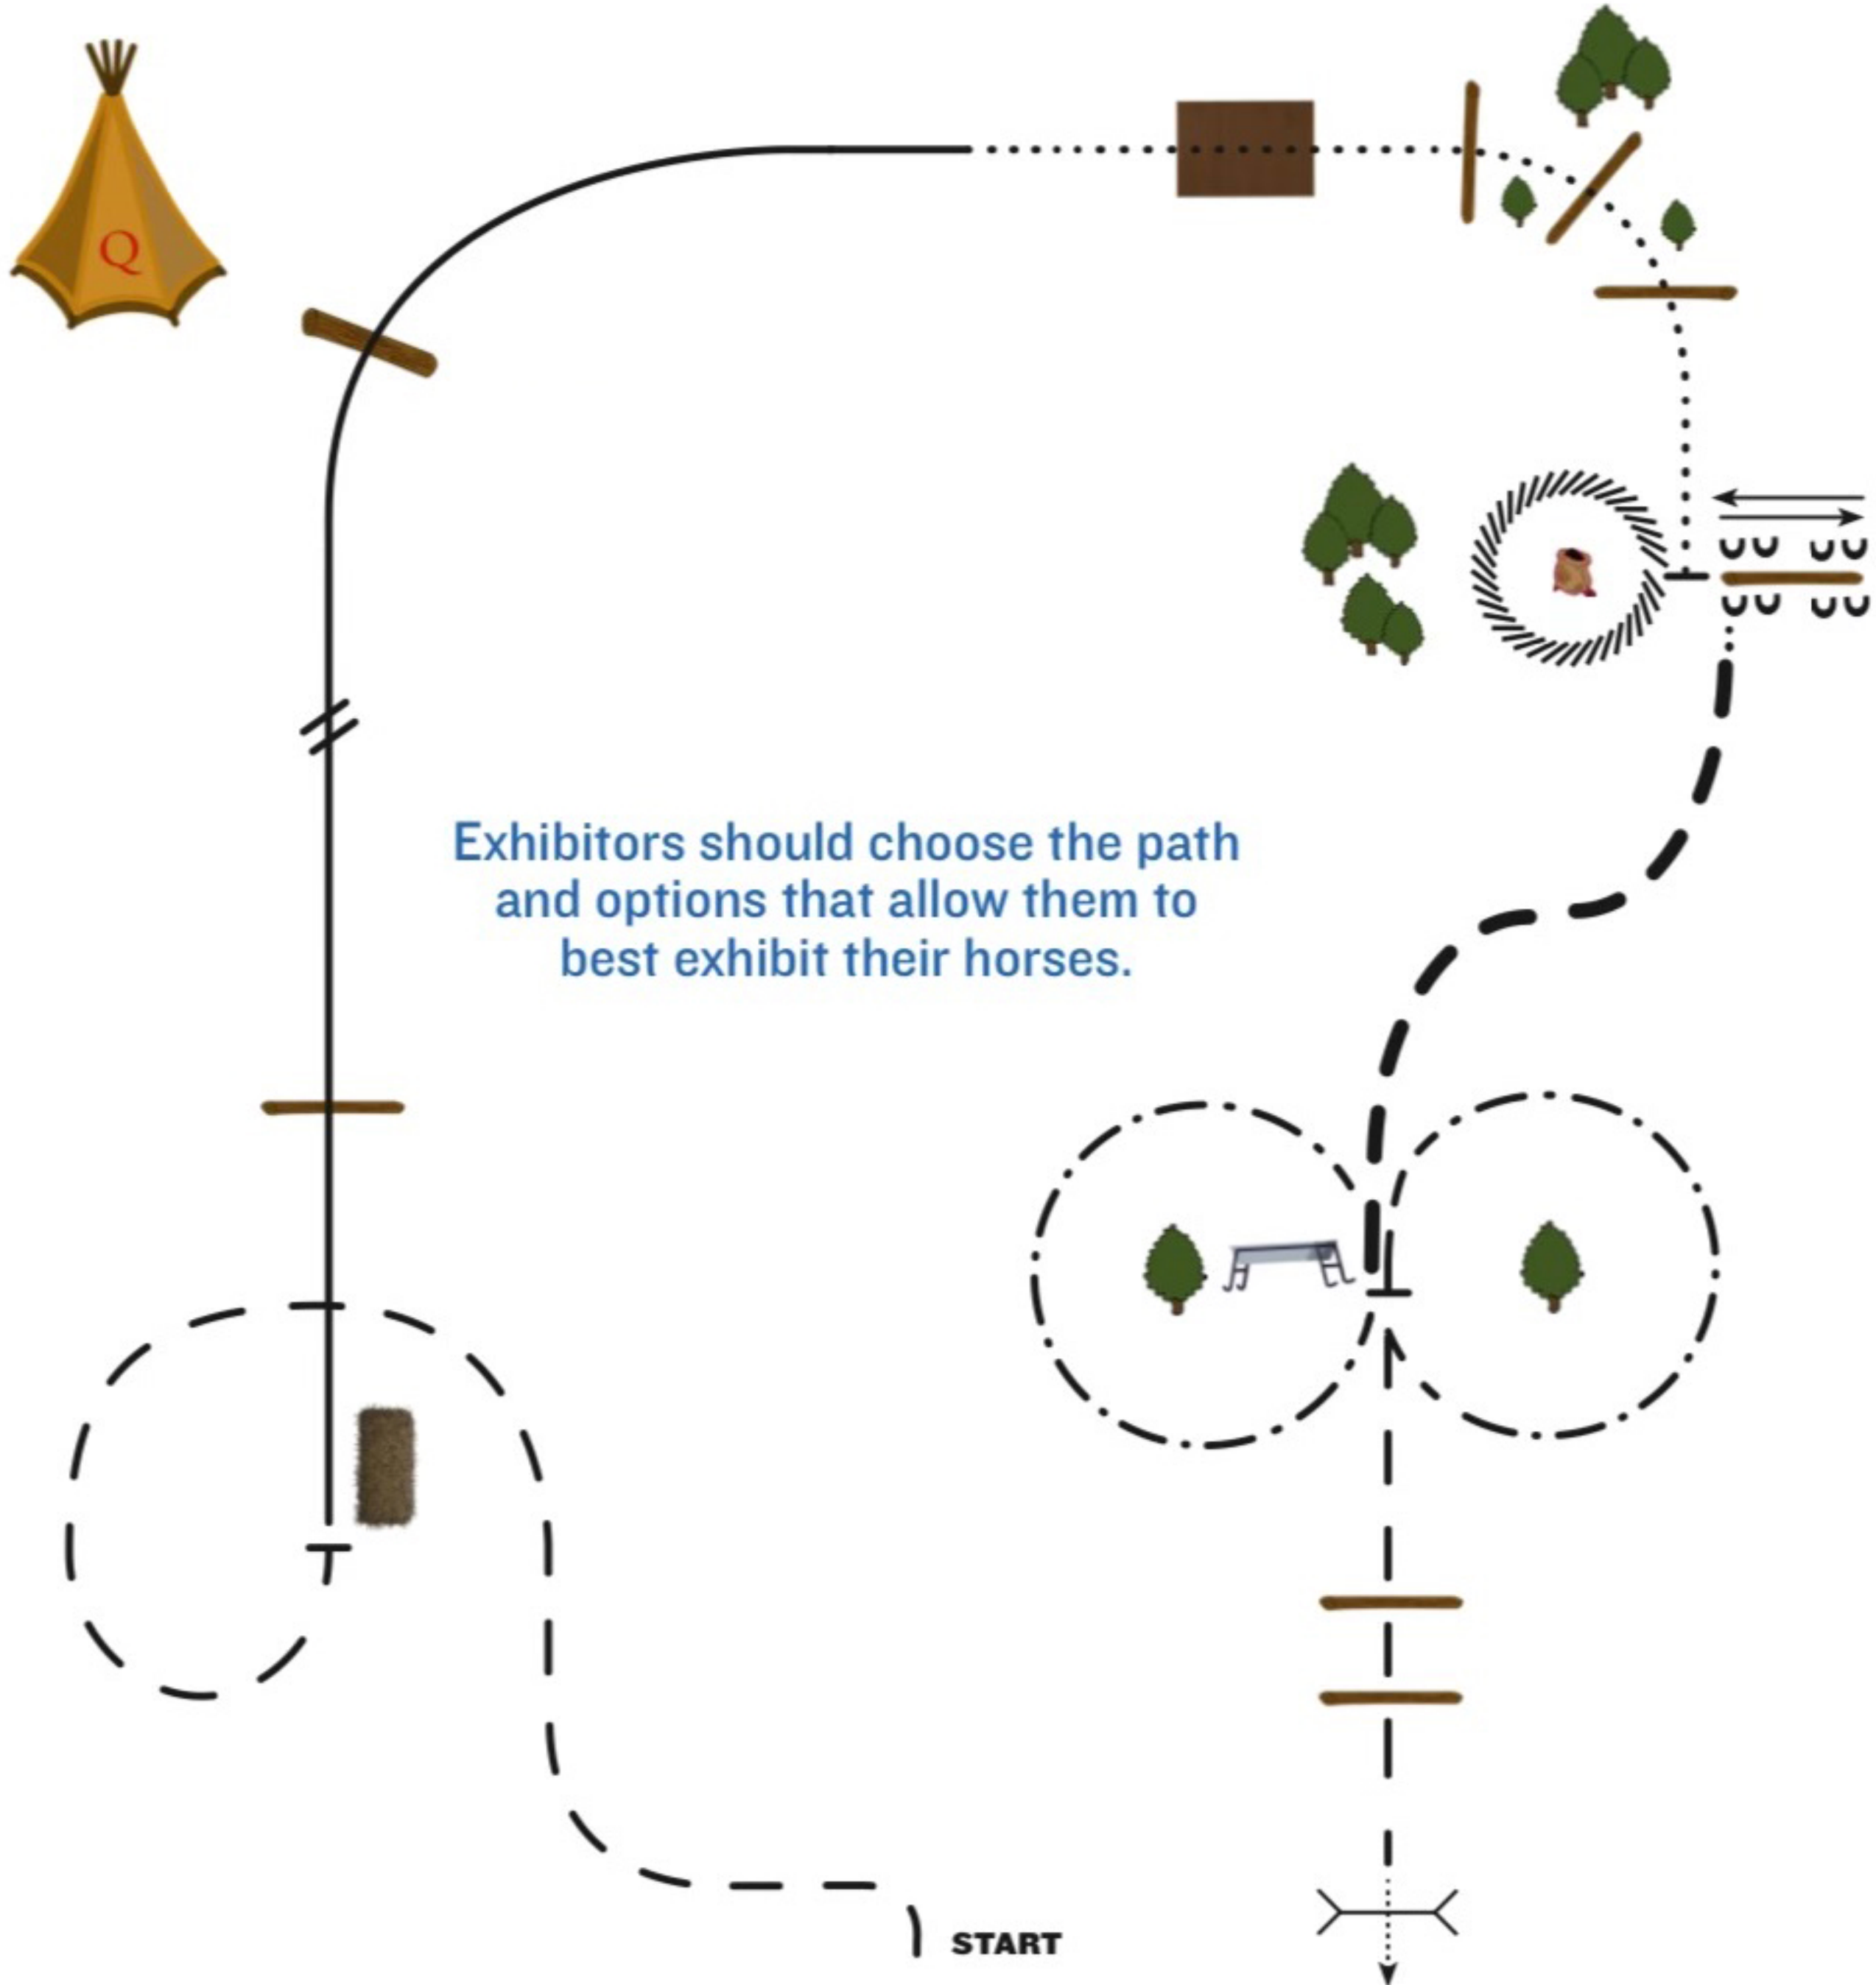 Q
Exhibitors should choose the path
and options that allow them to
best exhibit their horses.
START